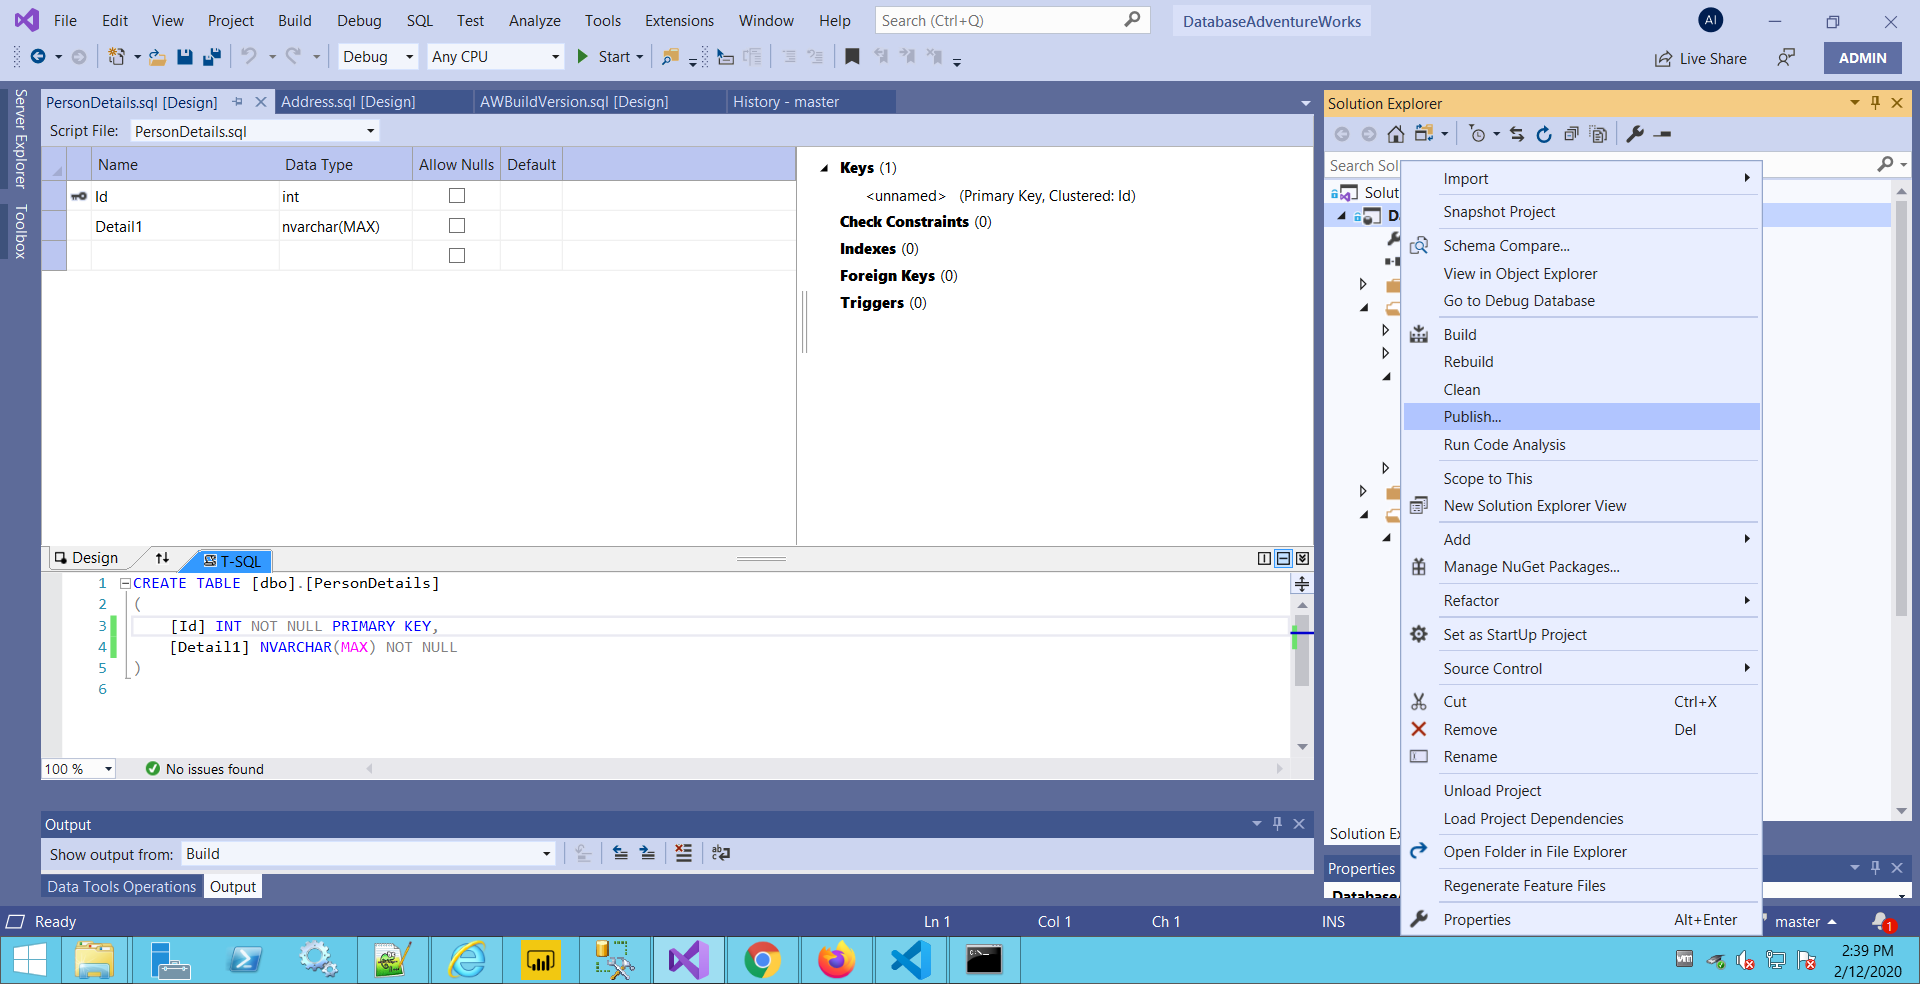 File Edit View Project Build Debug SQL Test Analyze Tools Extensions Window Help Search (Ctrl+Q) DatabaseAdventureWorks AI
Debug Any CPU Start Live Share ADMIN
Server Explorer
Toolbox
PersonDetails.sql [Design] Address.sql [Design] AWBuildVersion.sql [Design] History - master
Script File: PersonDetails.sql
Name Data Type Allow Nulls Default
Id int
Detail1 nvarchar(MAX)
Keys (1)
<unnamed> (Primary Key, Clustered: Id)
Check Constraints (0)
Indexes (0)
Foreign Keys (0)
Triggers (0)
Design T-SQL
1 CREATE TABLE [dbo].[PersonDetails]
2 (
3 [Id] INT NOT NULL PRIMARY KEY,
4 [Detail1] NVARCHAR(MAX) NOT NULL
5 )
6
100 % No issues found
Output
Show output from: Build
Data Tools Operations Output
Solution Explorer
Search Sol
Solut
D
Import
Snapshot Project
Schema Compare...
View in Object Explorer
Go to Debug Database
Build
Rebuild
Clean
Publish...
Run Code Analysis
Scope to This
New Solution Explorer View
Add
Manage NuGet Packages...
Refactor
Set as StartUp Project
Source Control
Cut Ctrl+X
Remove Del
Rename
Unload Project
Load Project Dependencies
Open Folder in File Explorer
Regenerate Feature Files
Properties Alt+Enter
Solution Ex
Properties
Database
Ready Ln 1 Col 1 Ch 1 INS master 1
2:39 PM
2/12/2020